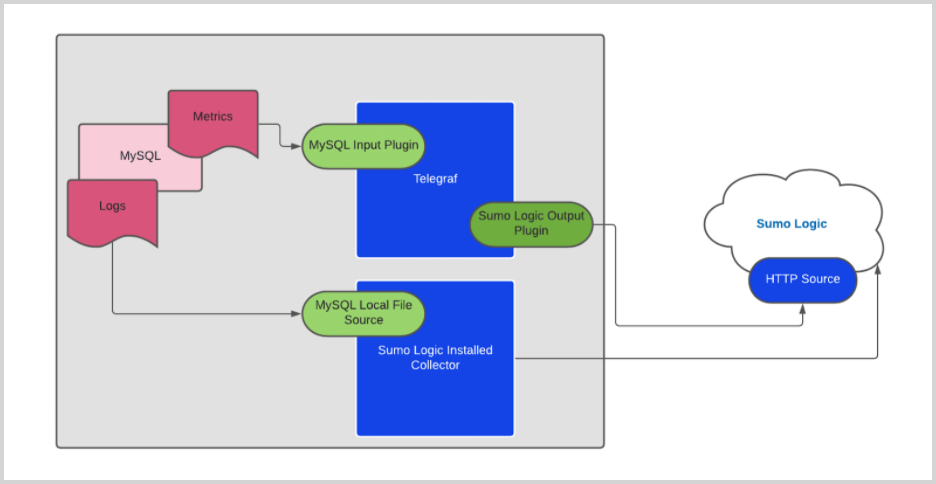 Metrics
MySQL
Logs
MySQL Input Plugin
Telegraf
Sumo Logic Output
Plugin
MySQL Local File
Source
Sumo Logic Installed
Collector
Sumo Logic
HTTP Source